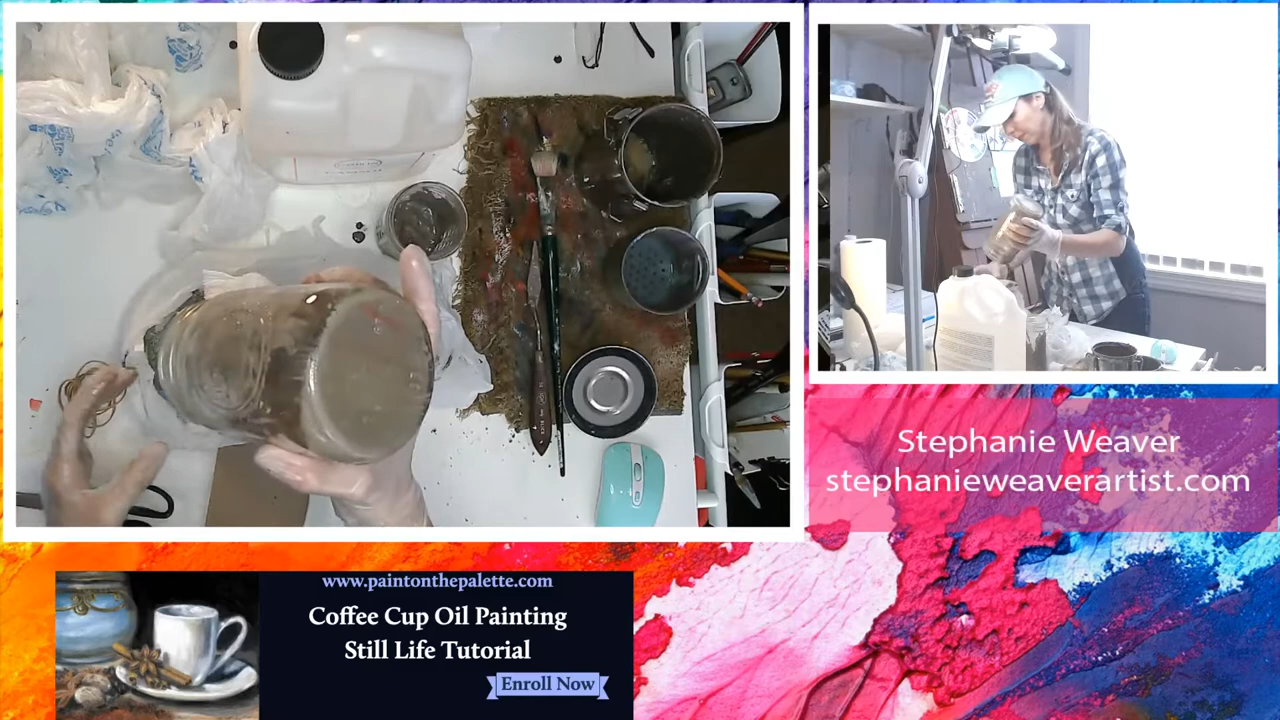 Stephanie Weaver
stephanieweaverartist.com
www.paintonthepalette.com
Coffee Cup Oil Painting
Still Life Tutorial
Enroll Now